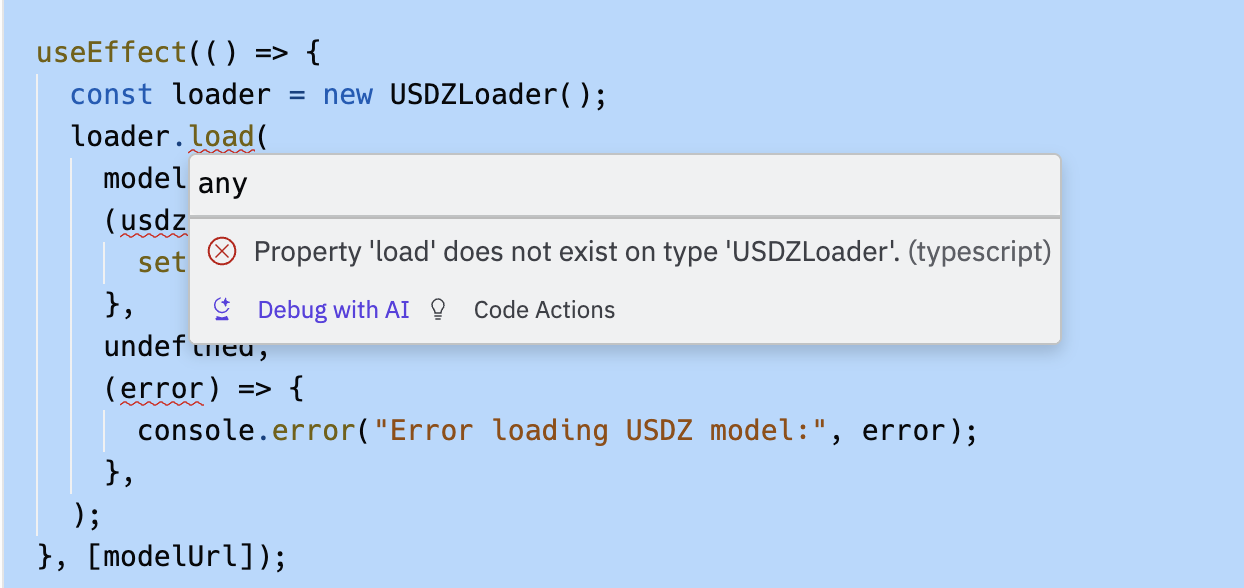 useEffect(() => {
const loader = new USDZLoader();
loader.load(
model
any
(usdz
Property 'load' does not exist on type 'USDZLoader'. (typescript)
set
},
Debug with AI Code Actions
undefined,
(error) => {
console.error("Error loading USDZ model:", error);
},
);
}, [modelUrl]);